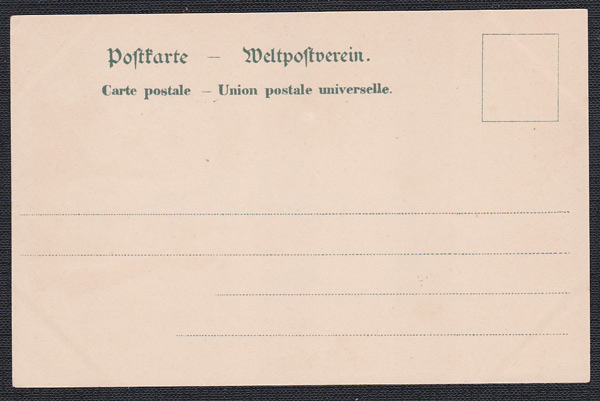 Poſtkarte — Weltpoſtverein.
Carte postale — Union postale universelle.